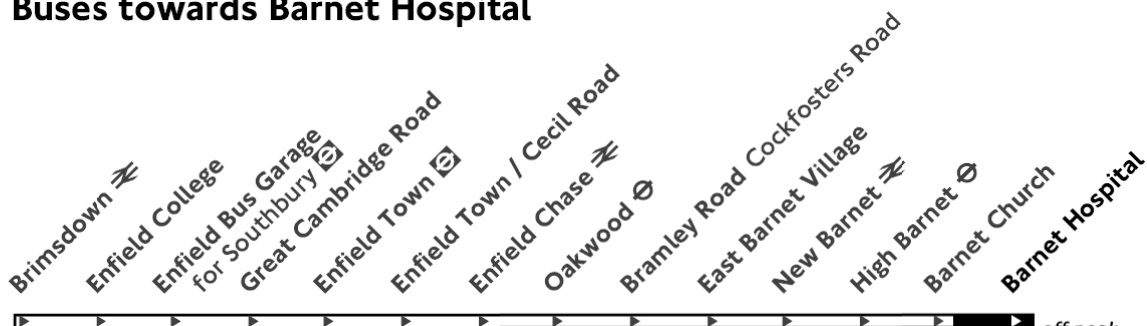 Buses towards Barnet Hospital
Brimsdown
Enfield College
Enfield Bus Garage
for Southbury
Great Cambridge Road
Enfield Town
Enfield Town / Cecil Road
Enfield Chase
Oakwood
Bramley Road Cockfosters Road
East Barnet Village
New Barnet
High Barnet
Barnet Church
Barnet Hospital
off-peak